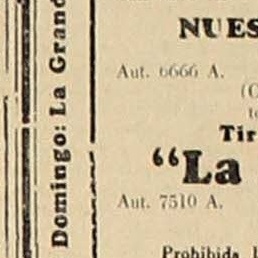 Domingo: La Grand
NUES
Aut. 6666 A.
(C
Tir
“La
Aut. 7510 A.
Prohibida